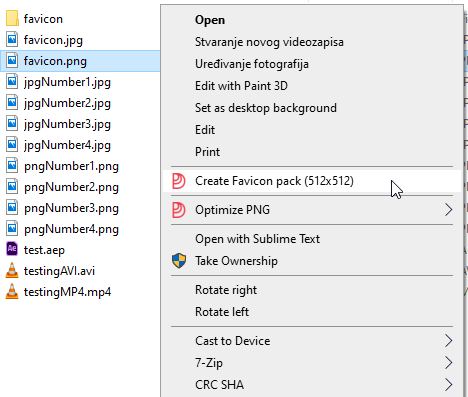 favicon
favicon.jpg
favicon.png
jpgNumber1.jpg
jpgNumber2.jpg
jpgNumber3.jpg
jpgNumber4.jpg
pngNumber1.png
pngNumber2.png
pngNumber3.png
pngNumber4.png
Ae
test.aep
testingAVI.avi
testingMP4.mp4
Open
Stvaranje novog videozapisa
Uređivanje fotografija
Edit with Paint 3D
Set as desktop background
Edit
Print
Create Favicon pack (512x512)
Optimize PNG
Open with Sublime Text
Take Ownership
Rotate right
Rotate left
Cast to Device
7-Zip
CRC SHA